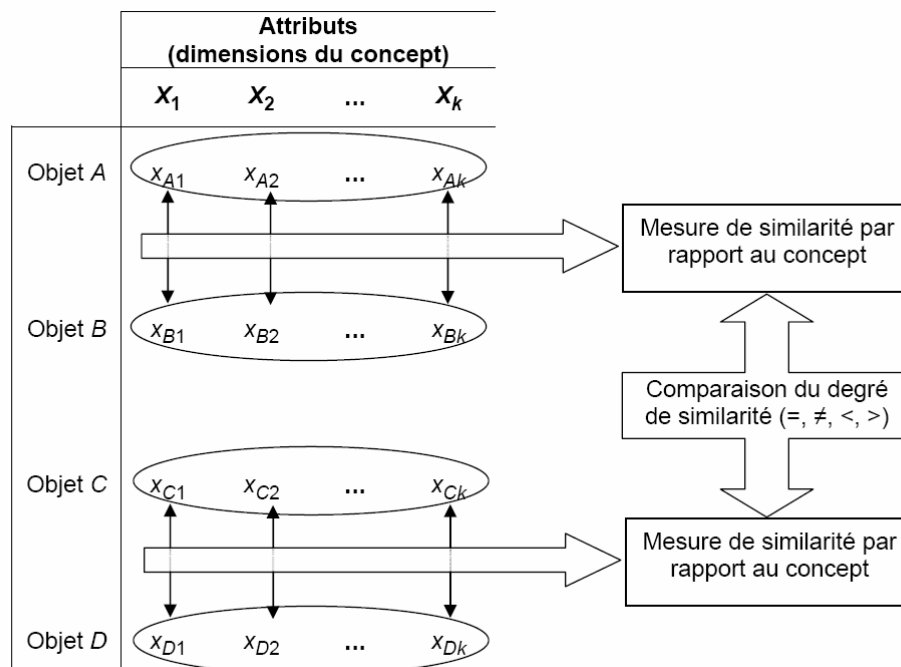 Attributs
(dimensions du concept)
X1 X2 ... Xk
Objet A xA1 xA2 ... xAk
Mesure de similarité par
rapport au concept
Objet B xB1 xB2 ... xBk
Comparaison du degré
de similarité (=, ≠, <, >)
Objet C xC1 xC2 ... xCk
Mesure de similarité par
rapport au concept
Objet D xD1 xD2 ... xDk